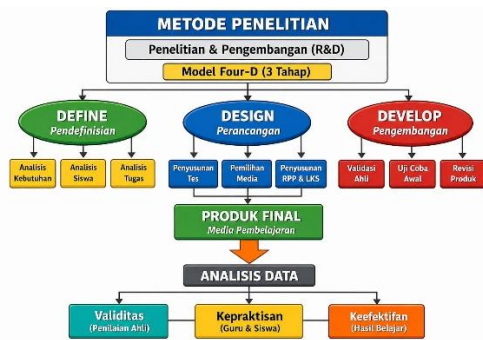 METODE PENELITIAN
Penelitian & Pengembangan (R&D)
Model Four-D (3 Tahap)
DEFINE
Pendefinisian
DESIGN
Perancangan
DEVELOP
Pengembangan
Analisis
Kebutuhan
Analisis
Siswa
Analisis
Tugas
Penyusunan
Tes
Pemilihan
Media
Penyusunan
RPP & LKS
Validasi
Ahli
Uji Coba
Awal
Revisi
Produk
PRODUK FINAL
Media Pembelajaran
ANALISIS DATA
Validitas
(Penilaian Ahli)
Kepraktisan
(Guru & Siswa)
Keefektifan
(Hasil Belajar)